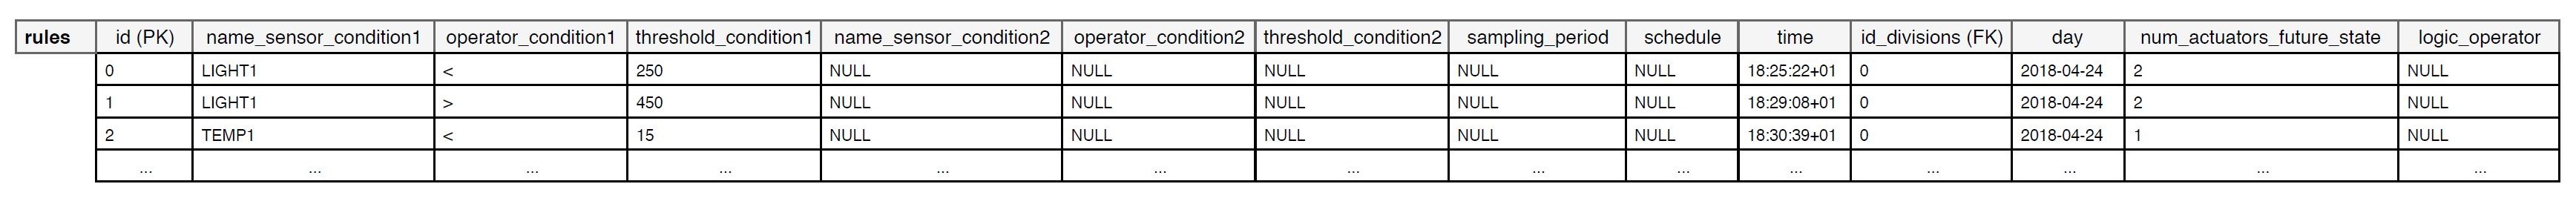 rules id (PK) name_sensor_condition1 operator_condition1 threshold_condition1 name_sensor_condition2 operator_condition2 threshold_condition2 sampling_period schedule time id_divisions (FK) day num_actuators_future_state logic_operator
0 LIGHT1 < 250 NULL NULL NULL NULL NULL 18:25:22+01 0 2018-04-24 2 NULL
1 LIGHT1 > 450 NULL NULL NULL NULL NULL 18:29:08+01 0 2018-04-24 2 NULL
2 TEMP1 < 15 NULL NULL NULL NULL NULL 18:30:39+01 0 2018-04-24 1 NULL
... ... ... ... ... ... ... ... ... ... ... ... ... ...